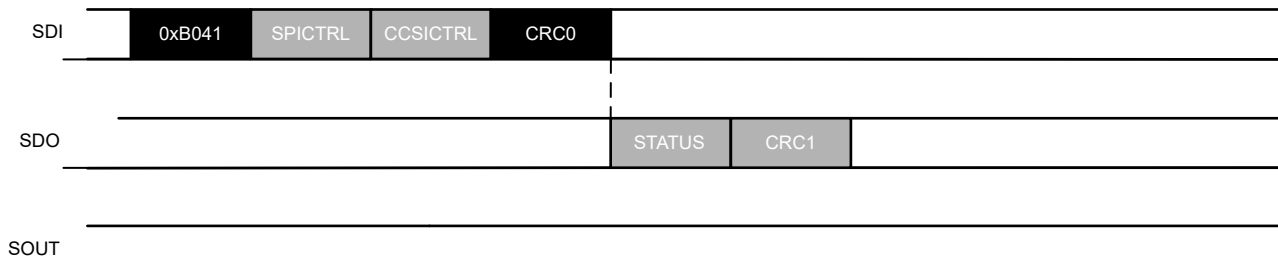 SDI 0xB041 SPICTRL CCSICTRL CRC0
SDO STATUS CRC1
SOUT